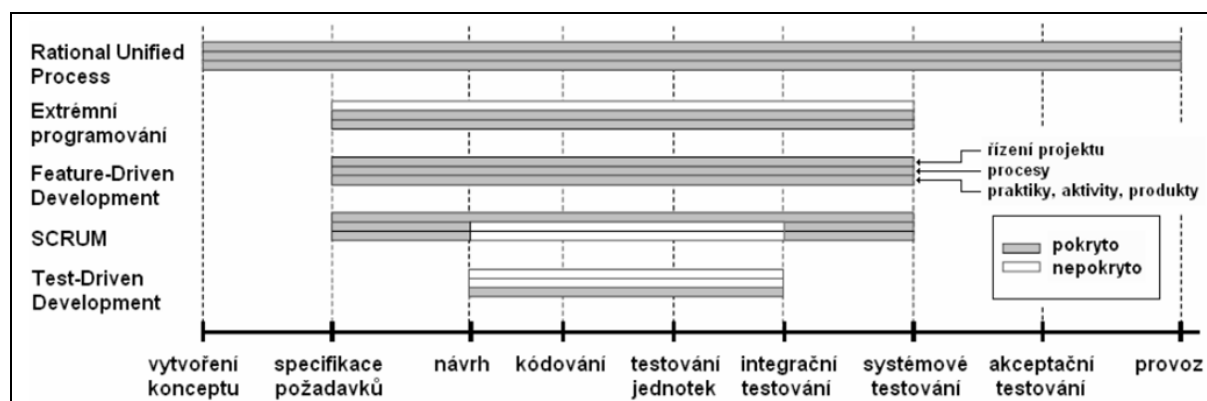 Rational Unified
Process
Extrémní
programování
Feature-Driven
Development
řízení projektu
procesy
praktiky, aktivity, produkty
SCRUM
pokryto
nepokryto
Test-Driven
Development
vytvoření
konceptu
specifikace
požadavků
návrh
kódování
testování
jednotek
integrační
testování
systémové
testování
akceptační
testování
provoz